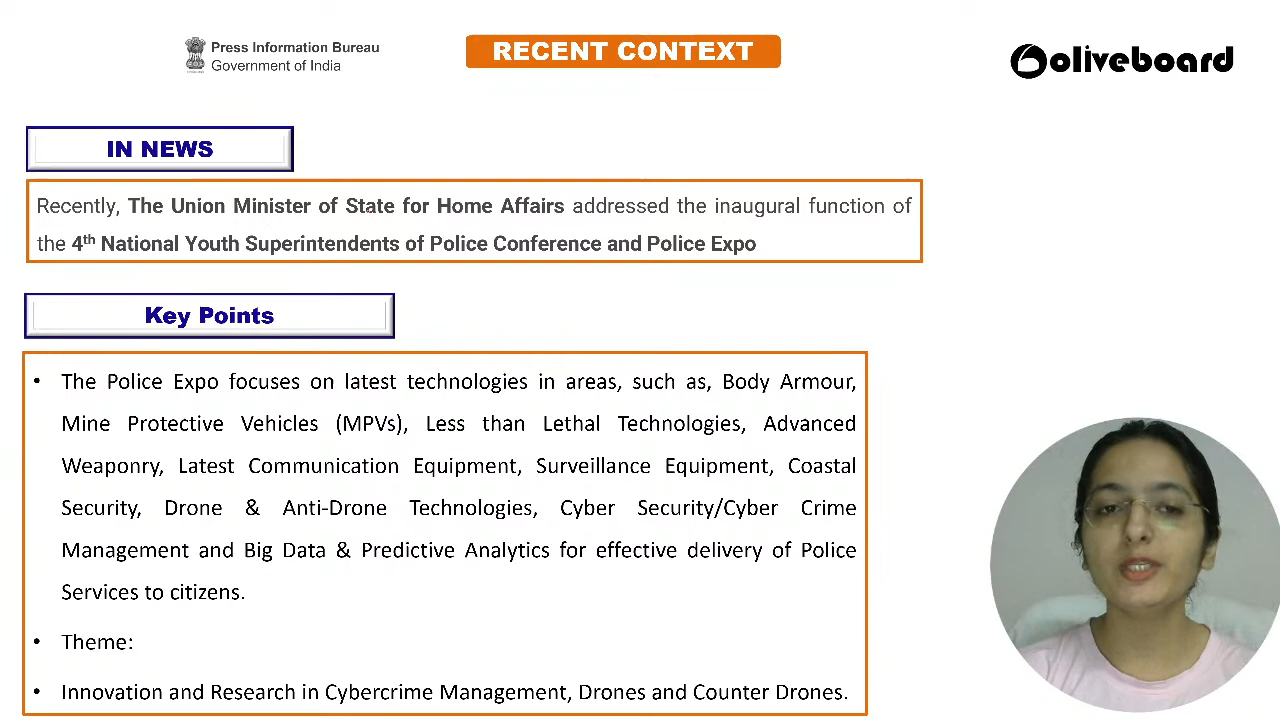 Press Information Bureau
Government of India
RECENT CONTEXT
oliveboard
IN NEWS
Recently, The Union Minister of State for Home Affairs addressed the inaugural function of
the 4th National Youth Superintendents of Police Conference and Police Expo
Key Points
• The Police Expo focuses on latest technologies in areas, such as, Body Armour,
Mine Protective Vehicles (MPVs), Less than Lethal Technologies, Advanced
Weaponry, Latest Communication Equipment, Surveillance Equipment, Coastal
Security, Drone & Anti-Drone Technologies, Cyber Security/Cyber Crime
Management and Big Data & Predictive Analytics for effective delivery of Police
Services to citizens.
• Theme:
• Innovation and Research in Cybercrime Management, Drones and Counter Drones.